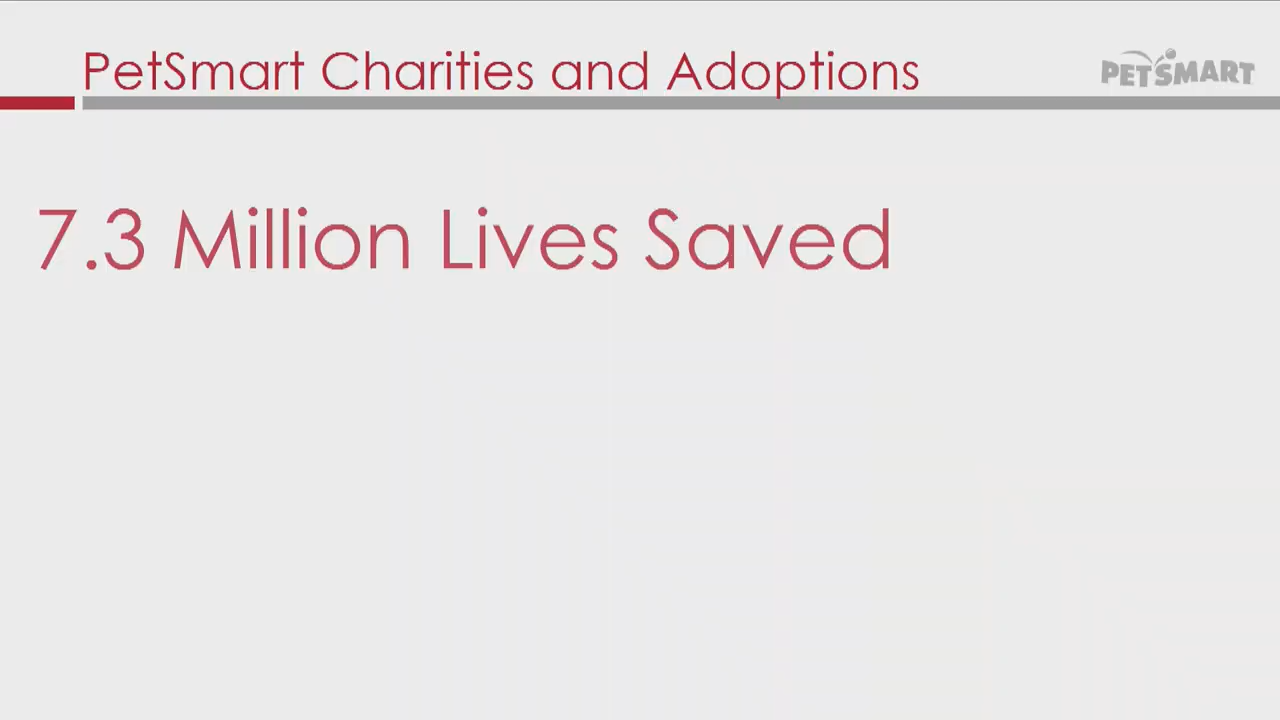 PetSmart Charities and Adoptions
PETSMART
7.3 Million Lives Saved